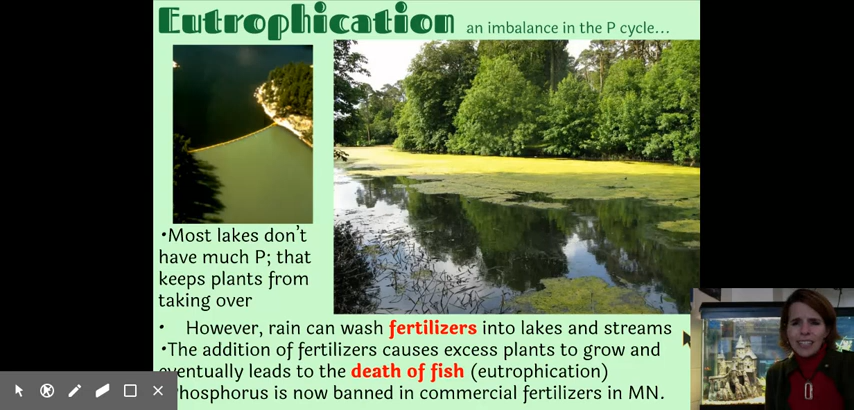 Eutrophication an imbalance in the P cycle...
•Most lakes don't
have much P; that
keeps plants from
taking over
• However, rain can wash fertilizers into lakes and streams
•The addition of fertilizers causes excess plants to grow and
eventually leads to the death of fish (eutrophication)
Phosphorus is now banned in commercial fertilizers in MN.